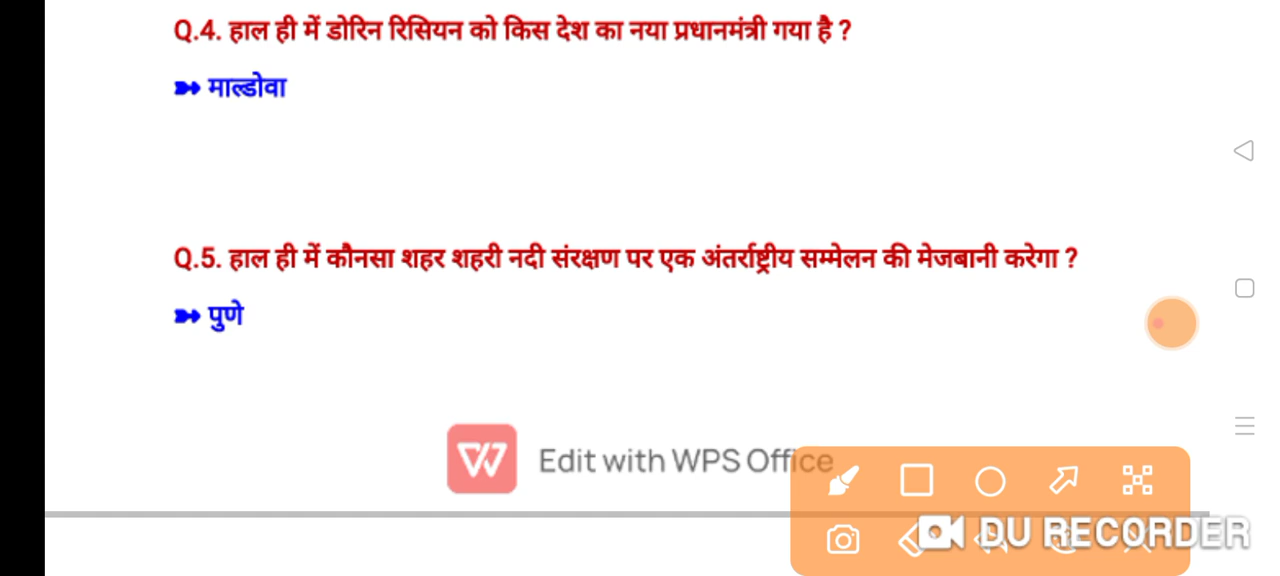 Q.4. हाल ही में डोरिन रिसियन को किस देश का नया प्रधानमंत्री गया है ?
➽ माल्डोवा
Q.5. हाल ही में कौनसा शहर शहरी नदी संरक्षण पर एक अंतर्राष्ट्रीय सम्मेलन की मेजबानी करेगा ?
➽ पुणे
Edit with WPS Office
DU RECORDER